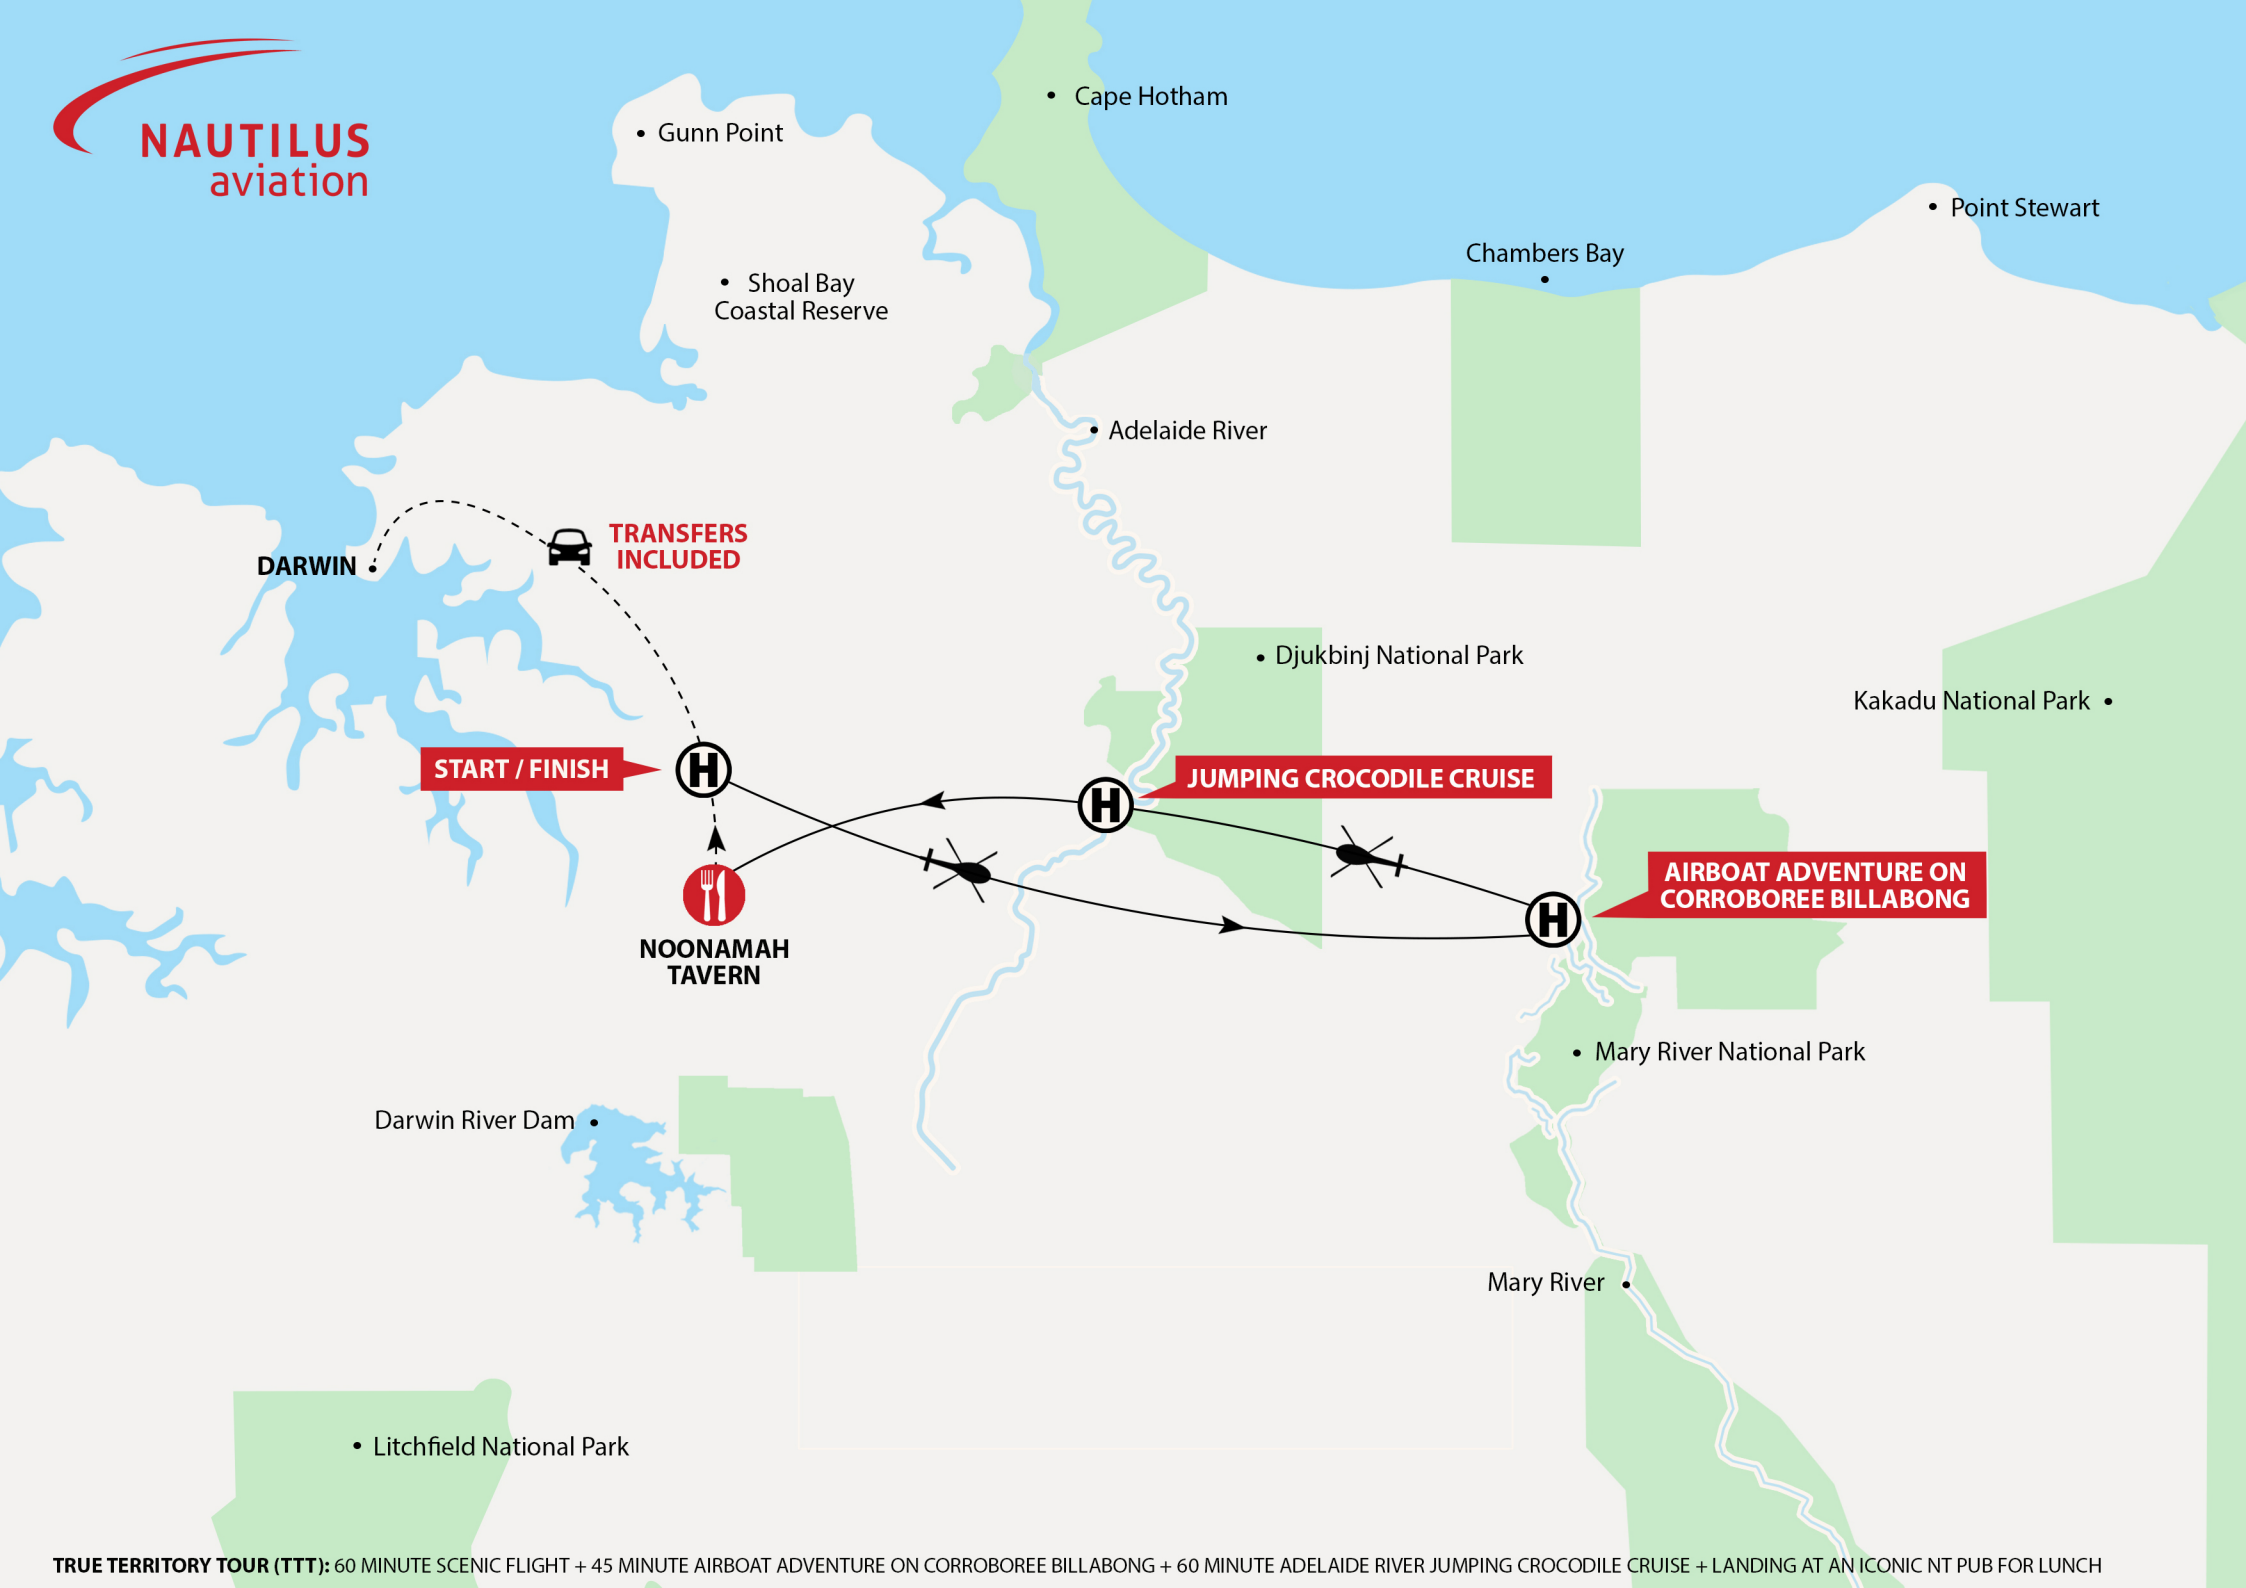 NAUTILUS
aviation
Cape Hotham
Gunn Point
Point Stewart
Chambers Bay
Shoal Bay
Coastal Reserve
Adelaide River
TRANSFERS
INCLUDED
DARWIN
Djukbinj National Park
Kakadu National Park
START / FINISH
H
JUMPING CROCODILE CRUISE
H
AIRBOAT ADVENTURE ON
CORROBOREE BILLABONG
H
NOONAMAH
TAVERN
Mary River National Park
Darwin River Dam
Mary River
Litchfield National Park
TRUE TERRITORY TOUR (TTT): 60 MINUTE SCENIC FLIGHT + 45 MINUTE AIRBOAT ADVENTURE ON CORROBOREE BILLABONG + 60 MINUTE ADELAIDE RIVER JUMPING CROCODILE CRUISE + LANDING AT AN ICONIC NT PUB FOR LUNCH